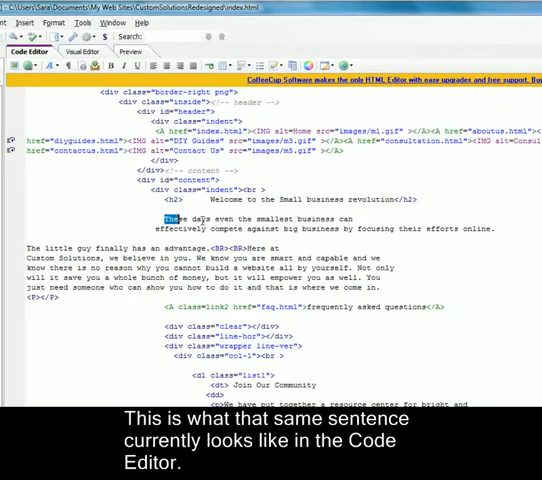 C:\Users\Sara\Documents\My Web Sites\CustomSolutionsRedesigned\index.html
Insert Format Tools Window Help
Search:
Code Editor Visual Editor Preview
CoffeeCup Software makes the only HTML Editor with easy upgrades and free support.
<div class="border-right png">
<div class="inside"><!-- header -->
<div id="header">
<div class="indent">
<A href="index.html"><IMG alt=Home src="images/m1.gif" ></A><A href="aboutus.html"><I
href="diyguides.html"><IMG alt="DIY Guides" src="images/m3.gif" ></A><A href="consultation.html"><IMG alt="Consult
href="contactus.html"><IMG alt="Contact Us" src="images/m5.gif" ></A>
</div>
</div><!-- content -->
<div id="content">
<div class="indent"><br >
<h2> Welcome to the Small business revolution</h2>
These days even the smallest business can
effectively compete against big business by focusing their efforts online.
The little guy finally has an advantage.<BR><BR>Here at
Custom Solutions, we believe in you. We know you are smart and capable and we
know there is no reason why you cannot build a website all by yourself. Not only
will it save you a whole bunch of money, but it will empower you as well. You
just need someone who can show you how to do it and that is where we come in.
<P></P>
<A class=link2 href="faq.html">frequently asked questions</A>
<div class="clear"></div>
<div class="line-hor"></div>
<div class="wrapper line-ver">
<div class="col-1"><br >
<dl class="list1">
<dt> Join Our Community
<dd>
<p>We have put together a resource center for bright and
This is what that same sentence
currently looks like in the Code
Editor.